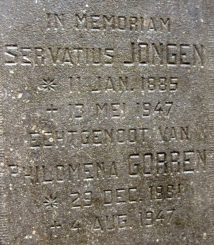 IN MEMORIAM
SERVATIUS JONGEN
* 11 JAN. 1885
+ 13 MEI 1947
ECHTGENOOT VAN
PHILOMENA GORREN
* 29 DEC. 1881
+ 4 AUG. 1947